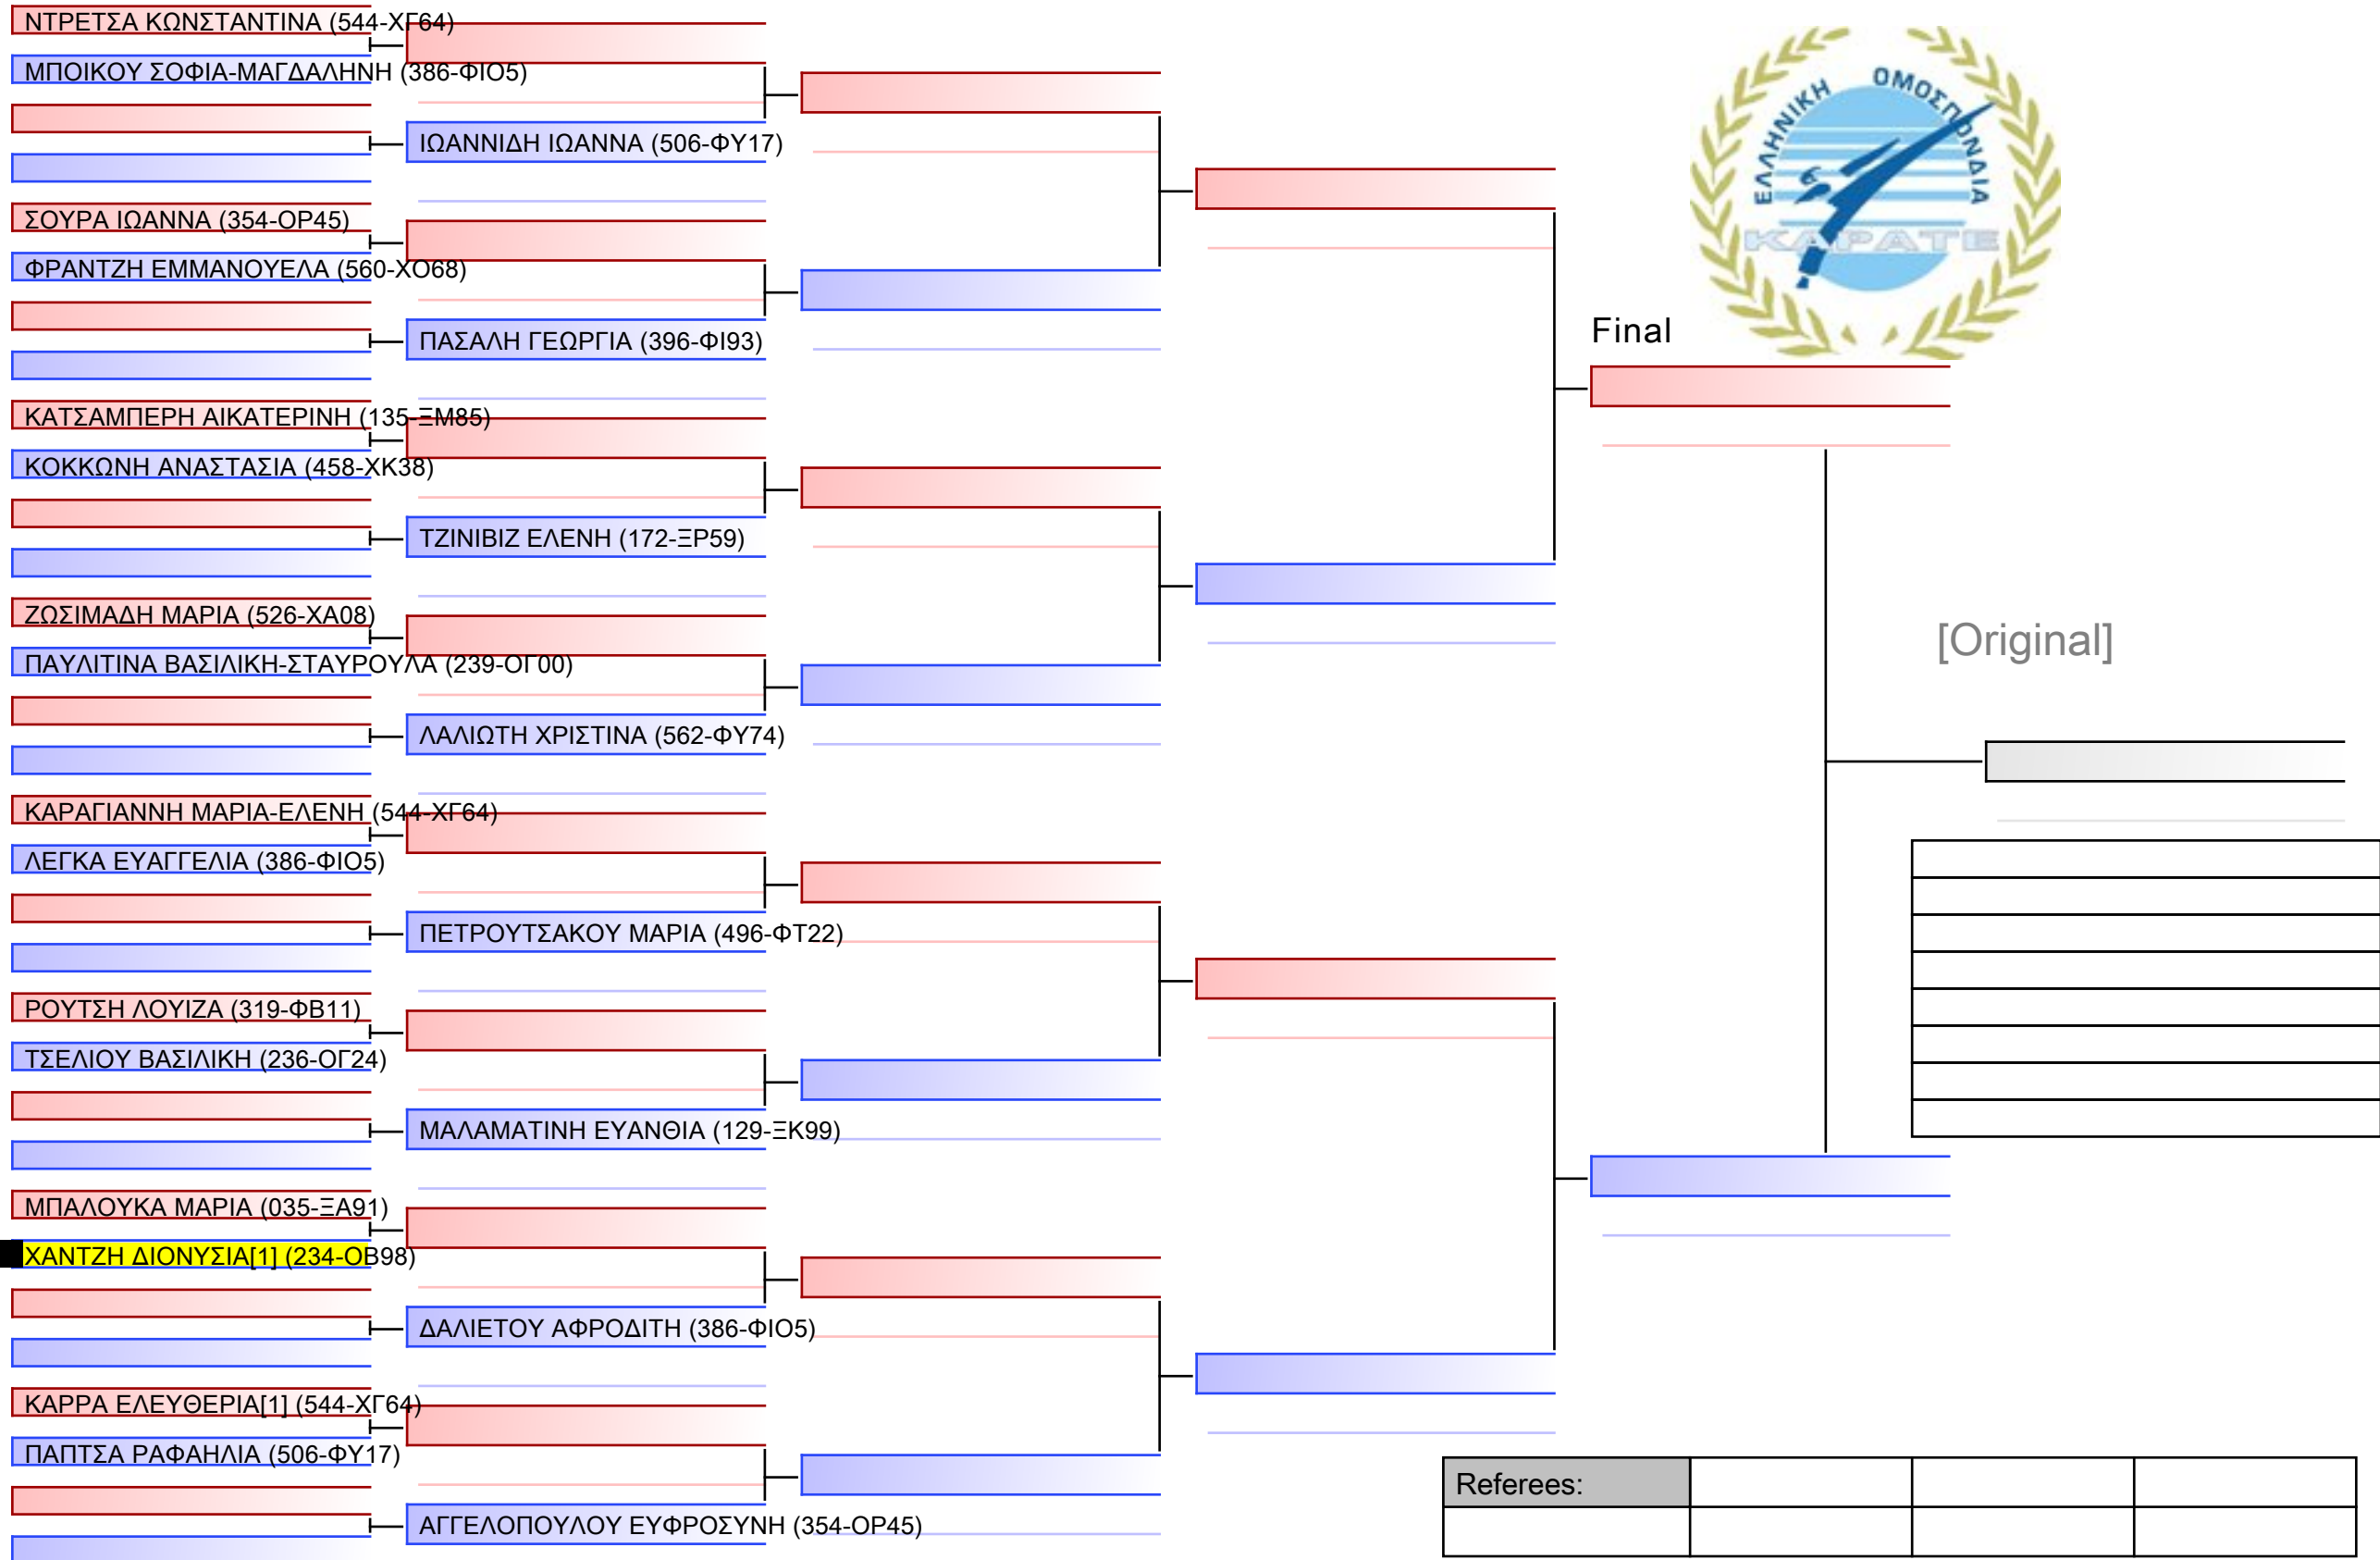 ΝΤΡΕΤΣΑ ΚΩΝΣΤΑΝΤΙΝΑ (544-ΧΓ64)
ΜΠΟΙΚΟΥ ΣΟΦΙΑ-ΜΑΓΔΑΛΗΝΗ (386-ΦΙΟ5)
ΙΩΑΝΝΙΔΗ ΙΩΑΝΝΑ (506-ΦΥ17)
ΣΟΥΡΑ ΙΩΑΝΝΑ (354-ΟΡ45)
ΦΡΑΝΤΖΗ ΕΜΜΑΝΟΥΕΛΑ (560-ΧΟ68)
ΠΑΣΑΛΗ ΓΕΩΡΓΙΑ (396-ΦΙ93)
ΚΑΤΣΑΜΠΕΡΗ ΑΙΚΑΤΕΡΙΝΗ (135-ΞΜ85)
ΚΟΚΚΩΝΗ ΑΝΑΣΤΑΣΙΑ (458-ΧΚ38)
ΤΖΙΝΙΒΙΖ ΕΛΕΝΗ (172-ΞΡ59)
ΖΩΣΙΜΑΔΗ ΜΑΡΙΑ (526-ΧΑ08)
ΠΑΥΛΙΤΙΝΑ ΒΑΣΙΛΙΚΗ-ΣΤΑΥΡΟΥΛΑ (239-ΟΓ00)
ΛΑΛΙΩΤΗ ΧΡΙΣΤΙΝΑ (562-ΦΥ74)
ΚΑΡΑΓΙΑΝΝΗ ΜΑΡΙΑ-ΕΛΕΝΗ (544-ΧΓ64)
ΛΕΓΚΑ ΕΥΑΓΓΕΛΙΑ (386-ΦΙΟ5)
ΠΕΤΡΟΥΤΣΑΚΟΥ ΜΑΡΙΑ (496-ΦΤ22)
ΡΟΥΤΣΗ ΛΟΥΙΖΑ (319-ΦΒ11)
ΤΣΕΛΙΟΥ ΒΑΣΙΛΙΚΗ (236-ΟΓ24)
ΜΑΛΑΜΑΤΙΝΗ ΕΥΑΝΘΙΑ (129-ΞΚ99)
ΜΠΑΛΟΥΚΑ ΜΑΡΙΑ (035-ΞΑ91)
ΧΑΝΤΖΗ ΔΙΟΝΥΣΙΑ[1] (234-ΟΒ98)
ΔΑΛΙΕΤΟΥ ΑΦΡΟΔΙΤΗ (386-ΦΙΟ5)
ΚΑΡΡΑ ΕΛΕΥΘΕΡΙΑ[1] (544-ΧΓ64)
ΠΑΠΤΣΑ ΡΑΦΑΗΛΙΑ (506-ΦΥ17)
ΑΓΓΕΛΟΠΟΥΛΟΥ ΕΥΦΡΟΣΥΝΗ (354-ΟΡ45)
ΕΛΛΗΝΙΚΗ ΟΜΟΣΠΟΝΔΙΑ
ΚΑΡΑΤΕ
Final
[Original]
Referees: